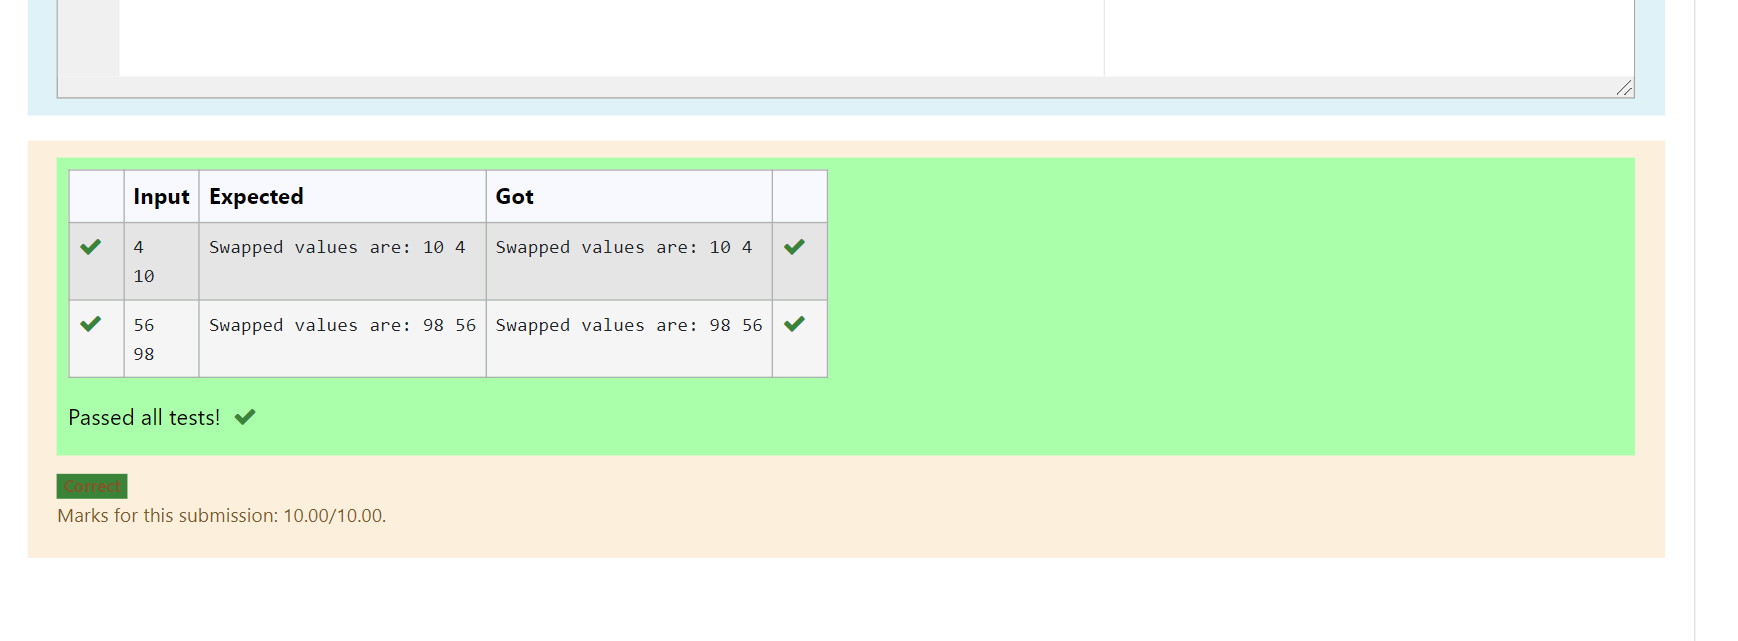 Input Expected Got
4 Swapped values are: 10 4 Swapped values are: 10 4
10
56 Swapped values are: 98 56 Swapped values are: 98 56
98
Passed all tests!
Correct
Marks for this submission: 10.00/10.00.